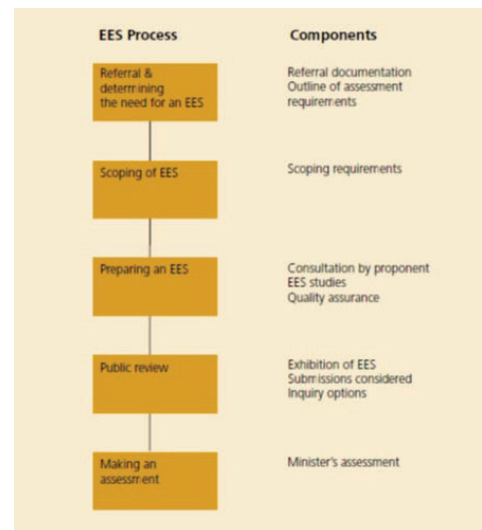 EES Process
Components
Referral &
determining
the need for an EES
Referral documentation
Outline of assessment
requirements
Scoping of EES
Scoping requirements
Preparing an EES
Consultation by proponent
EES studies
Quality assurance
Public review
Exhibition of EES
Submissions considered
Inquiry options
Making an
assessment
Minister's assessment